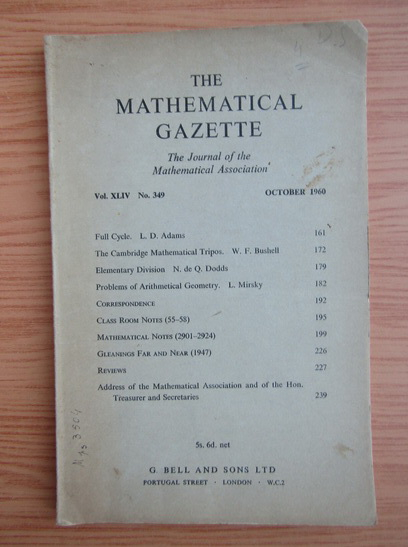 THE
MATHEMATICAL
GAZETTE
The Journal of the
Mathematical Association
Vol. XLIV No. 349 OCTOBER 1960
Full Cycle. L. D. Adams 161
The Cambridge Mathematical Tripos. W. F. Bushell 172
Elementary Division N. de Q. Dodds 179
Problems of Arithmetical Geometry. L. Mirsky 182
CORRESPONDENCE 192
CLASS ROOM NOTES (55–58) 195
MATHEMATICAL NOTES (2901–2924) 199
GLEANINGS FAR AND NEAR (1947) 226
REVIEWS 227
Address of the Mathematical Association and of the Hon.
Treasurer and Secretaries 239
5s. 6d. net
G. BELL AND SONS LTD
PORTUGAL STREET · LONDON · W.C.2